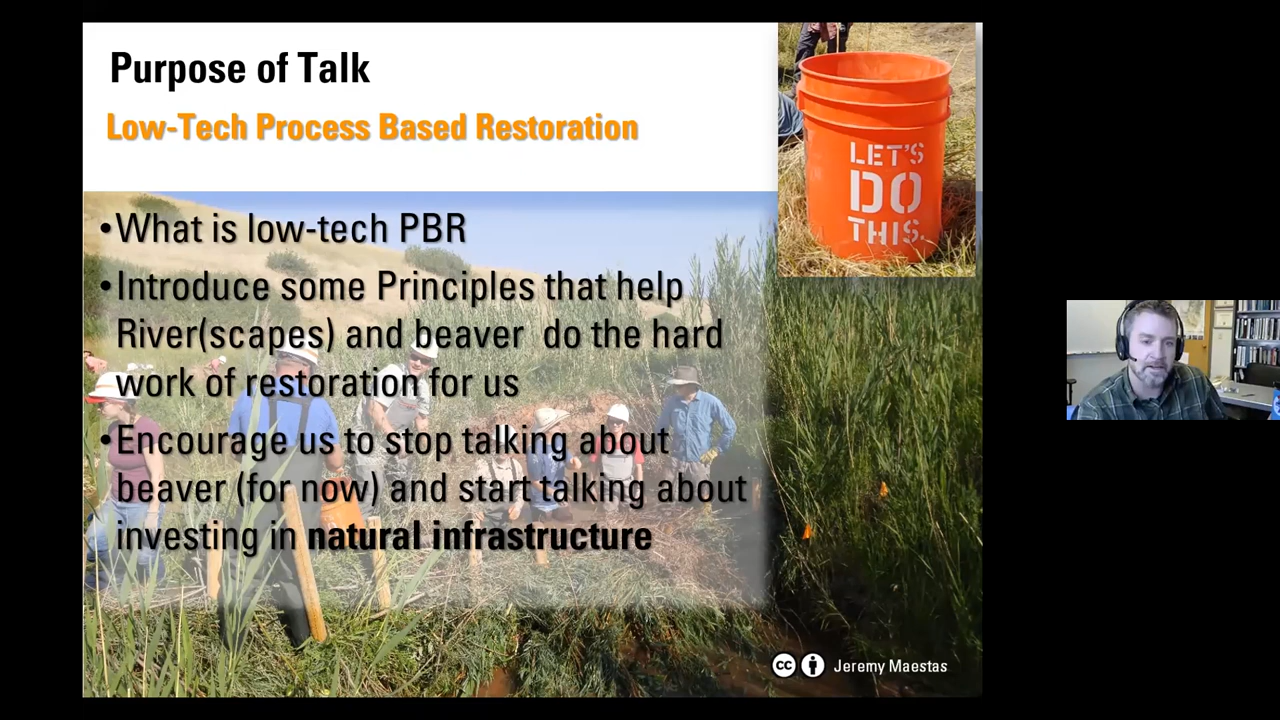 Purpose of Talk
Low-Tech Process Based Restoration
LET'S
DO
THIS.
•What is low-tech PBR
•Introduce some Principles that help
River(scapes) and beaver do the hard
work of restoration for us
•Encourage us to stop talking about
beaver (for now) and start talking about
investing in natural infrastructure
cc Jeremy Maestas